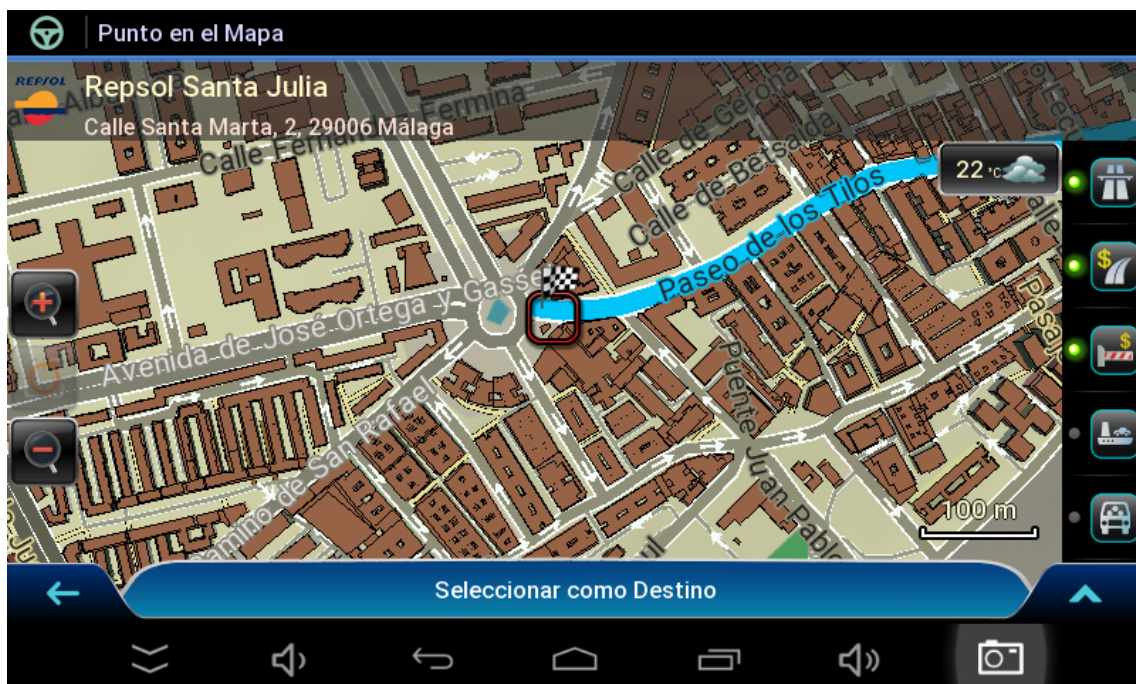 Punto en el Mapa
REPSOL
Repsol Santa Julia
Calle Santa Marta, 2, 29006 Málaga
Fermina
Calle
Calle de Gerona
Calle de Betsaida
22 °C
Paseo de los Tilos
Avenida de José Ortega y Gasset
$
$
Camino de San Rafael
Puente Juan Pablo
Pasaj
100 m
Seleccionar como Destino